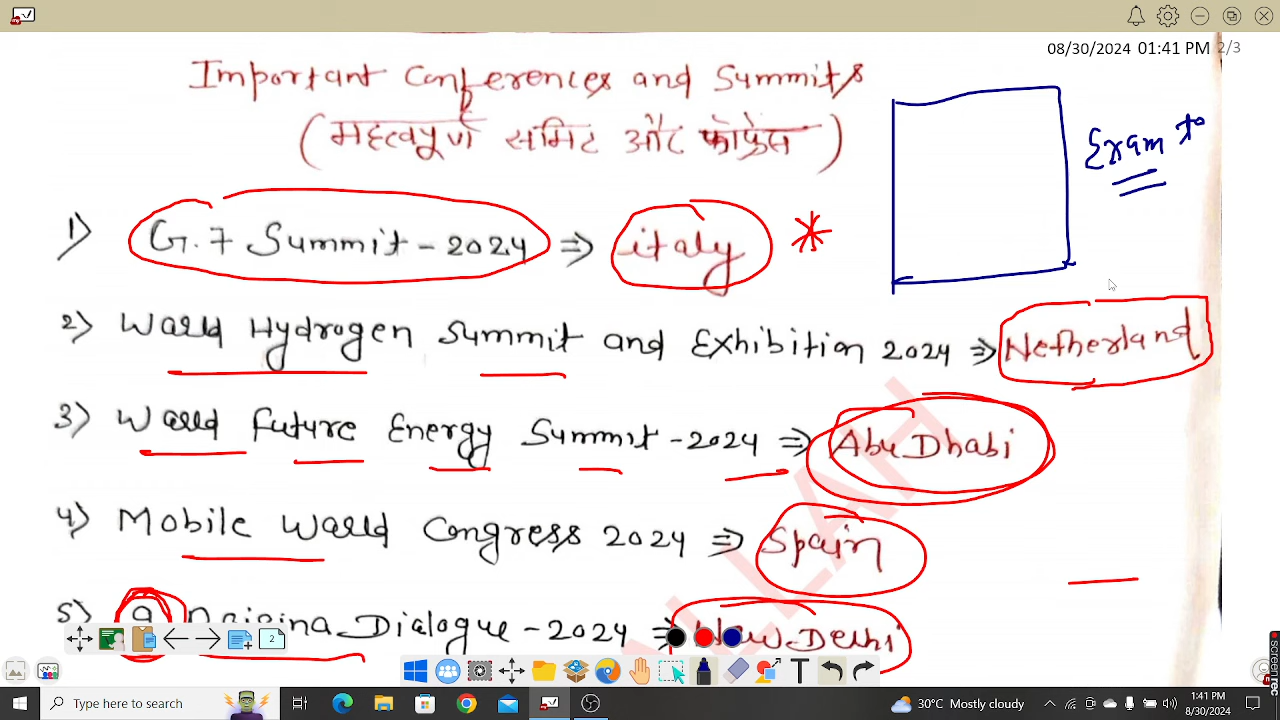 08/30/2024 01:41 PM 2/3
Important Conferences and Summits
(महत्वपूर्ण समिट और कोफ्रेंस)
Exam
1) G.7 Summit - 2024 ⇒ italy *
2) World Hydrogen Summit and Exhibition 2024 ⇒ Netherland
3) World Future Energy Summit - 2024 ⇒ Abu Dhabi
4) Mobile World Congress 2024 ⇒ Spain
5) 9 Raisina Dialogue - 2024 ⇒ New Delhi
2
T
Type here to search
30°C Mostly cloudy
1:41 PM
8/30/2024